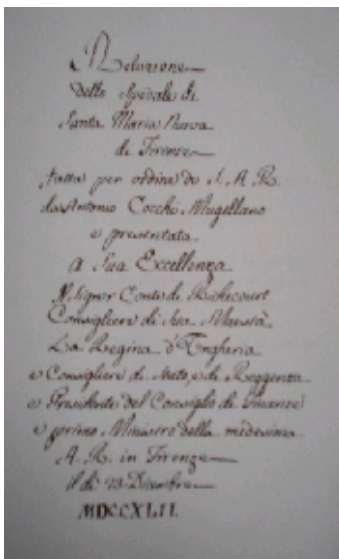 Relazione
dello Spedale di
Santa Maria Nuova
di Firenze
fatta per ordine di S. A. R.
da Antonio Cocchi Mugellano
e presentata
A Sua Eccellenza
Il Signor Conte di Richecourt
Consigliere di Sua Maestà
La Regina d'Ungheria
e Consigliere di Stato, e di Reggenza
e Presidente del Consiglio di Finanze
e primo Ministro della medesima
A. R. in Firenze
il dì 23 Dicembre
MDCCXLII